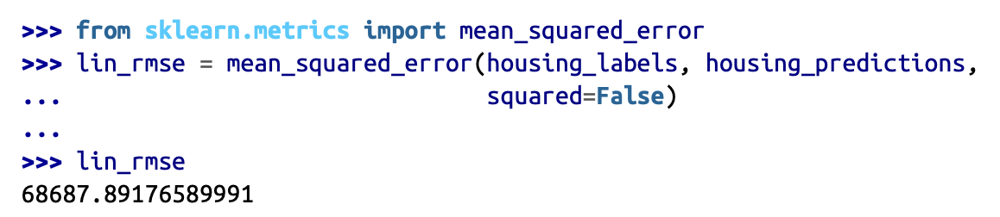 >>> from sklearn.metrics import mean_squared_error
>>> lin_rmse = mean_squared_error(housing_labels, housing_predictions,
...                               squared=False)
...
>>> lin_rmse
68687.89176589991